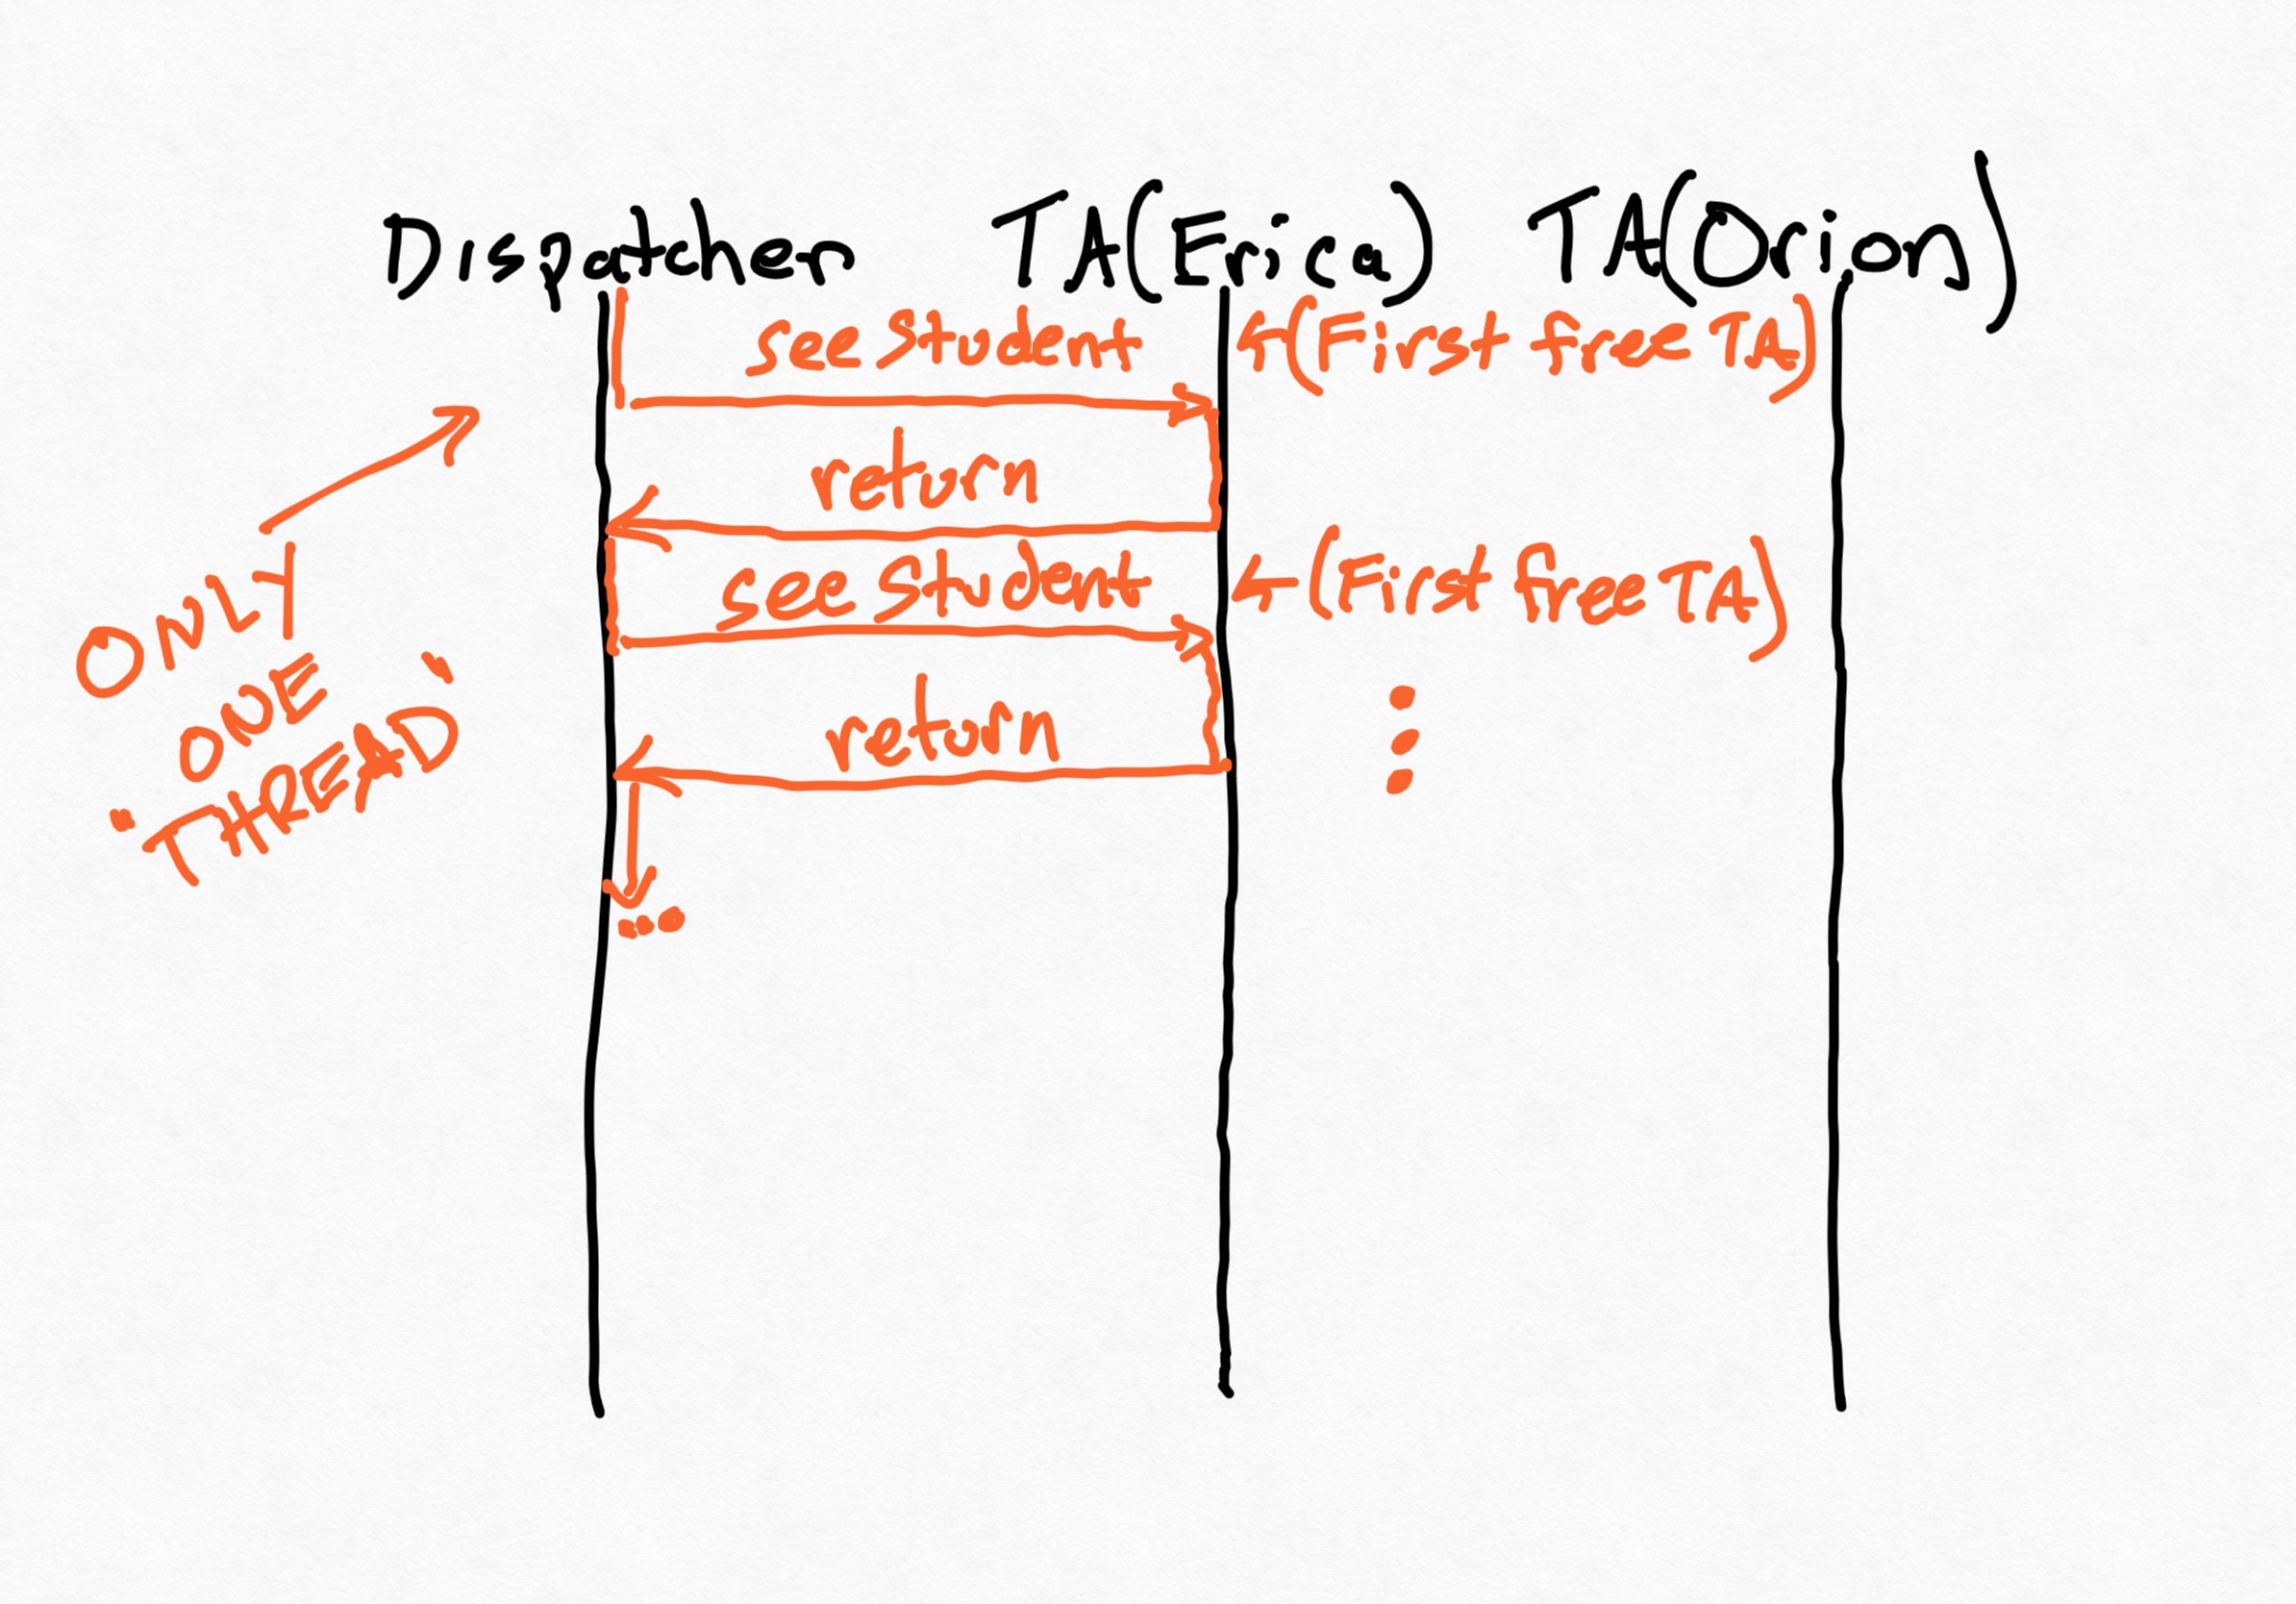 Dispatcher TA(Erica) TA(Orion)
see Student (First free TA)
return
see Student (First free TA)
return
ONLY
ONE
"THREAD"